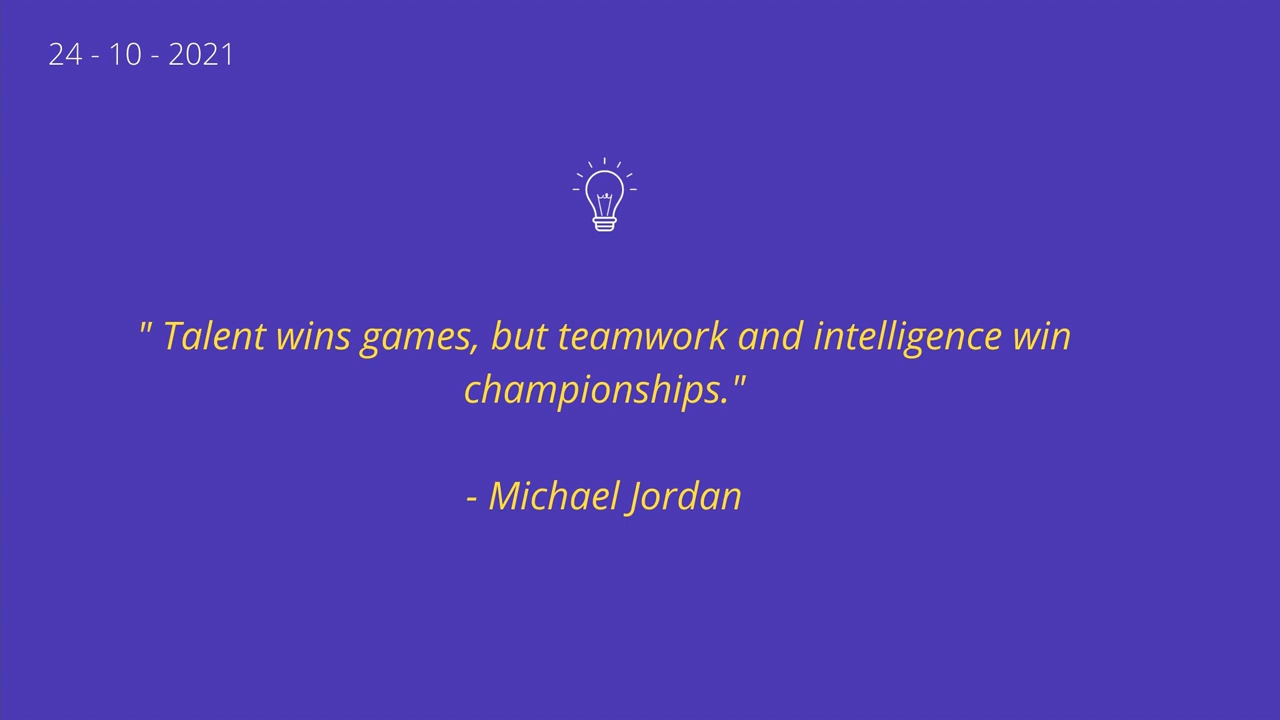 24 - 10 - 2021
" Talent wins games, but teamwork and intelligence win
championships."
- Michael Jordan